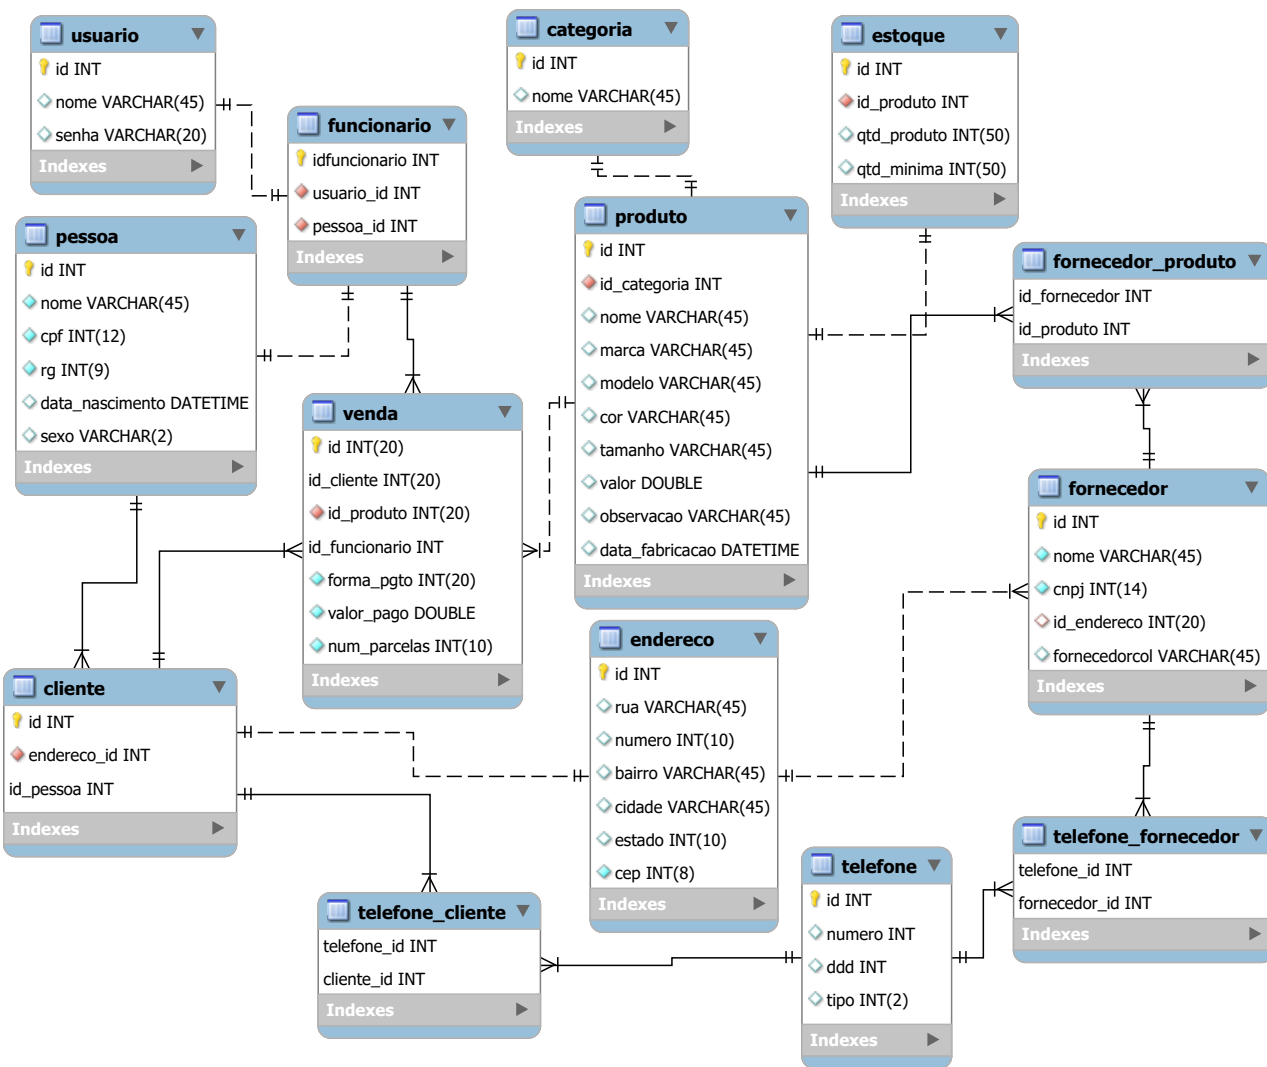 usuario
id INT
nome VARCHAR(45)
senha VARCHAR(20)
Indexes
categoria
id INT
nome VARCHAR(45)
Indexes
estoque
id INT
id_produto INT
qtd_produto INT(50)
qtd_minima INT(50)
Indexes
funcionario
idfuncionario INT
usuario_id INT
pessoa_id INT
Indexes
pessoa
id INT
nome VARCHAR(45)
cpf INT(12)
rg INT(9)
data_nascimento DATETIME
sexo VARCHAR(2)
Indexes
produto
id INT
id_categoria INT
nome VARCHAR(45)
marca VARCHAR(45)
modelo VARCHAR(45)
cor VARCHAR(45)
tamanho VARCHAR(45)
valor DOUBLE
observacao VARCHAR(45)
data_fabricacao DATETIME
Indexes
fornecedor_produto
id_fornecedor INT
id_produto INT
Indexes
venda
id INT(20)
id_cliente INT(20)
id_produto INT(20)
id_funcionario INT
forma_pgto INT(20)
valor_pago DOUBLE
num_parcelas INT(10)
Indexes
fornecedor
id INT
nome VARCHAR(45)
cnpj INT(14)
id_endereco INT(20)
fornecedorcol VARCHAR(45)
Indexes
endereco
id INT
rua VARCHAR(45)
numero INT(10)
bairro VARCHAR(45)
cidade VARCHAR(45)
estado INT(10)
cep INT(8)
Indexes
cliente
id INT
endereco_id INT
id_pessoa INT
Indexes
telefone_cliente
telefone_id INT
cliente_id INT
Indexes
telefone
id INT
numero INT
ddd INT
tipo INT(2)
Indexes
telefone_fornecedor
telefone_id INT
fornecedor_id INT
Indexes